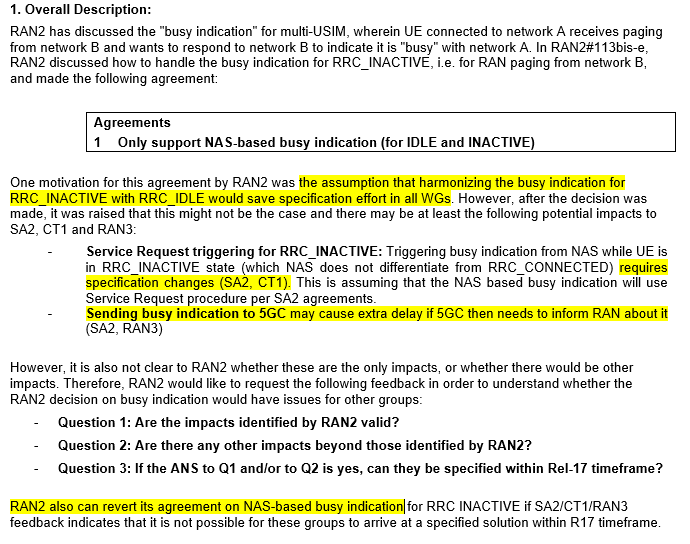 1. Overall Description:
RAN2 has discussed the "busy indication" for multi-USIM, wherein UE connected to network A receives paging
from network B and wants to respond to network B to indicate it is "busy" with network A. In RAN2#113bis-e,
RAN2 discussed how to handle the busy indication for RRC_INACTIVE, i.e. for RAN paging from network B,
and made the following agreement:
Agreements
1 Only support NAS-based busy indication (for IDLE and INACTIVE)
One motivation for this agreement by RAN2 was the assumption that harmonizing the busy indication for
RRC_INACTIVE with RRC_IDLE would save specification effort in all WGs. However, after the decision was
made, it was raised that this might not be the case and there may be at least the following potential impacts to
SA2, CT1 and RAN3:
- Service Request triggering for RRC_INACTIVE: Triggering busy indication from NAS while UE is
in RRC_INACTIVE state (which NAS does not differentiate from RRC_CONNECTED) requires
specification changes (SA2, CT1). This is assuming that the NAS based busy indication will use
Service Request procedure per SA2 agreements.
- Sending busy indication to 5GC may cause extra delay if 5GC then needs to inform RAN about it
(SA2, RAN3)
However, it is also not clear to RAN2 whether these are the only impacts, or whether there would be other
impacts. Therefore, RAN2 would like to request the following feedback in order to understand whether the
RAN2 decision on busy indication would have issues for other groups:
- Question 1: Are the impacts identified by RAN2 valid?
- Question 2: Are there any other impacts beyond those identified by RAN2?
- Question 3: If the ANS to Q1 and/or to Q2 is yes, can they be specified within Rel-17 timeframe?
RAN2 also can revert its agreement on NAS-based busy indication for RRC INACTIVE if SA2/CT1/RAN3
feedback indicates that it is not possible for these groups to arrive at a specified solution within R17 timeframe.